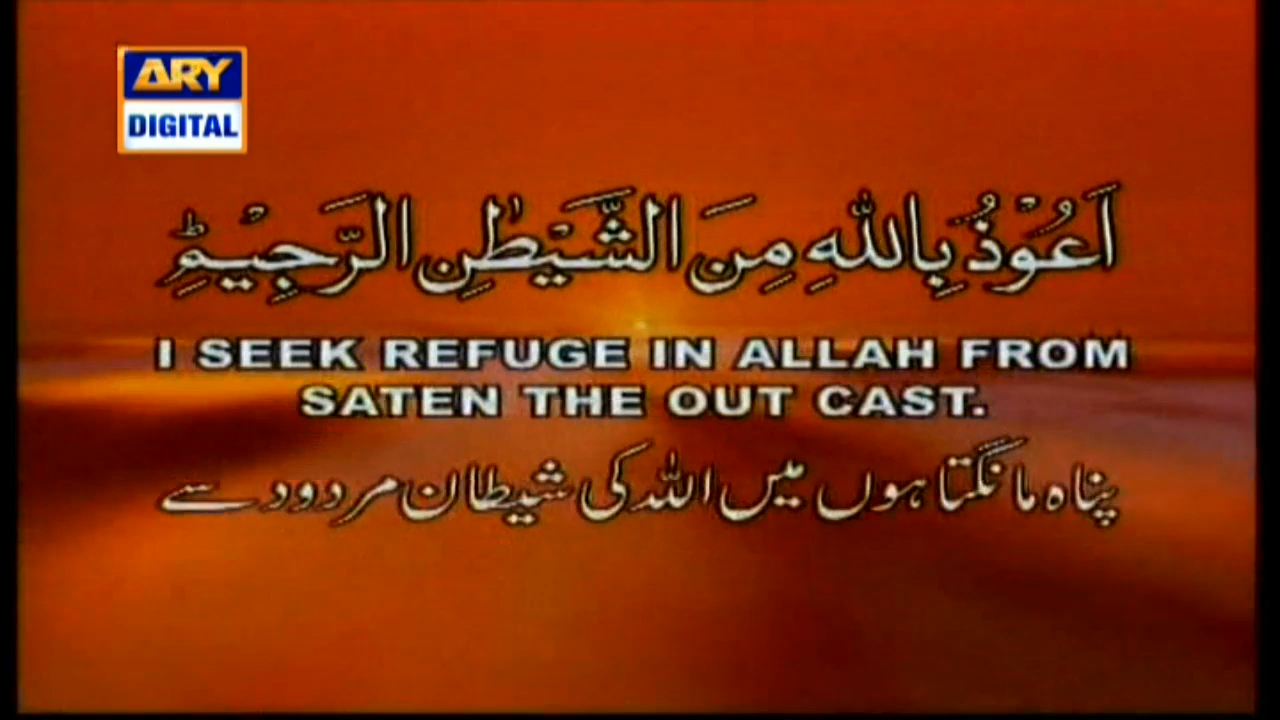 ARY
DIGITAL
اَعُوْذُ بِاللّٰهِ مِنَ الشَّيْطٰنِ الرَّجِيْمِؕ
I SEEK REFUGE IN ALLAH FROM
SATEN THE OUT CAST.
پناہ مانگتا ہوں میں اللہ کی شیطان مردود سے